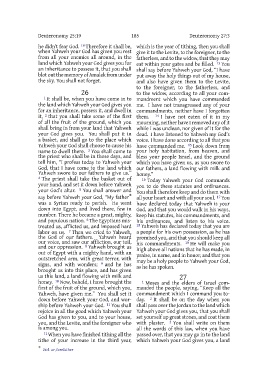 Deuteronomy 25:19 185 Deuteronomy 27:3
he didn't fear God. 19 Therefore it shall be,
when Yahweh your God has given you rest
from all your enemies all around, in the
land which Yahweh your God gives you for
an inheritance to possess it, that you shall
blot out the memory of Amalek from under
the sky. You shall not forget.
26
1 It shall be, when you have come in to
the land which Yahweh your God gives you
for an inheritance, possess it, and dwell in
it, 2 that you shall take some of the first
of all the fruit of the ground, which you
shall bring in from your land that Yahweh
your God gives you. You shall put it in
a basket, and shall go to the place which
Yahweh your God shall choose to cause his
name to dwell there. 3 You shall come to
the priest who shall be in those days, and
tell him, "I profess today to Yahweh your
God, that I have come to the land which
Yahweh swore to our fathers to give us."
4 The priest shall take the basket out of
your hand, and set it down before Yahweh
your God's altar. 5 You shall answer and
say before Yahweh your God, "My father*
was a Syrian ready to perish. He went
down into Egypt, and lived there, few in
number. There he became a great, mighty,
and populous nation. 6 The Egyptians mis-
treated us, afflicted us, and imposed hard
labor on us. 7 Then we cried to Yahweh,
the God of our fathers. Yahweh heard
our voice, and saw our affliction, our toil,
and our oppression. 8 Yahweh brought us
out of Egypt with a mighty hand, with an
outstretched arm, with great terror, with
signs, and with wonders; 9 and he has
brought us into this place, and has given
us this land, a land flowing with milk and
honey. 10 Now, behold, I have brought the
first of the fruit of the ground, which you,
Yahweh, have given me." You shall set it
down before Yahweh your God, and wor-
ship before Yahweh your God. 11 You shall
rejoice in all the good which Yahweh your
God has given to you, and to your house,
you, and the Levite, and the foreigner who
is among you.
12 When you have finished tithing all the
tithe of your increase in the third year,
which is the year of tithing, then you shall
give it to the Levite, to the foreigner, to the
fatherless, and to the widow, that they may
eat within your gates and be filled. 13 You
shall say before Yahweh your God, "I have
put away the holy things out of my house,
and also have given them to the Levite,
to the foreigner, to the fatherless, and
to the widow, according to all your com-
mandment which you have commanded
me. I have not transgressed any of your
commandments, neither have I forgotten
them. 14 I have not eaten of it in my
mourning, neither have I removed any of it
while I was unclean, nor given of it for the
dead. I have listened to Yahweh my God's
voice. I have done according to all that you
have commanded me. 15 Look down from
your holy habitation, from heaven, and
bless your people Israel, and the ground
which you have given us, as you swore to
our fathers, a land flowing with milk and
honey."
16 Today Yahweh your God commands
you to do these statutes and ordinances.
You shall therefore keep and do them with
all your heart and with all your soul. 17 You
have declared today that Yahweh is your
God, and that you would walk in his ways,
keep his statutes, his commandments, and
his ordinances, and listen to his voice.
18 Yahweh has declared today that you are
a people for his own possession, as he has
promised you, and that you should keep all
his commandments. 19 He will make you
high above all nations that he has made, in
praise, in name, and in honor, and that you
may be a holy people to Yahweh your God,
as he has spoken.
27
1 Moses and the elders of Israel com-
manded the people, saying, "Keep all the
commandment which I command you to-
day. 2 It shall be on the day when you
shall pass over the Jordan to the land which
Yahweh your God gives you, that you shall
set yourself up great stones, and coat them
with plaster. 3 You shall write on them
all the words of this law, when you have
passed over, that you may go in to the land
which Yahweh your God gives you, a land